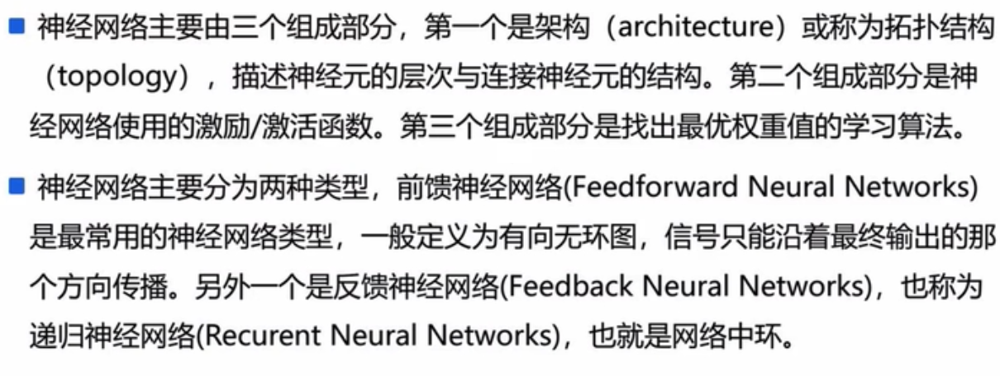 神经网络主要由三个组成部分，第一个是架构（architecture）或称为拓扑结构
（topology），描述神经元的层次与连接神经元的结构。第二个组成部分是神
经网络使用的激励/激活函数。第三个组成部分是找出最优权重值的学习算法。
神经网络主要分为两种类型，前馈神经网络(Feedforward Neural Networks)
是最常用的神经网络类型，一般定义为有向无环图，信号只能沿着最终输出的那
个方向传播。另外一个是反馈神经网络(Feedback Neural Networks)，也称为
递归神经网络(Recurent Neural Networks)，也就是网络中环。